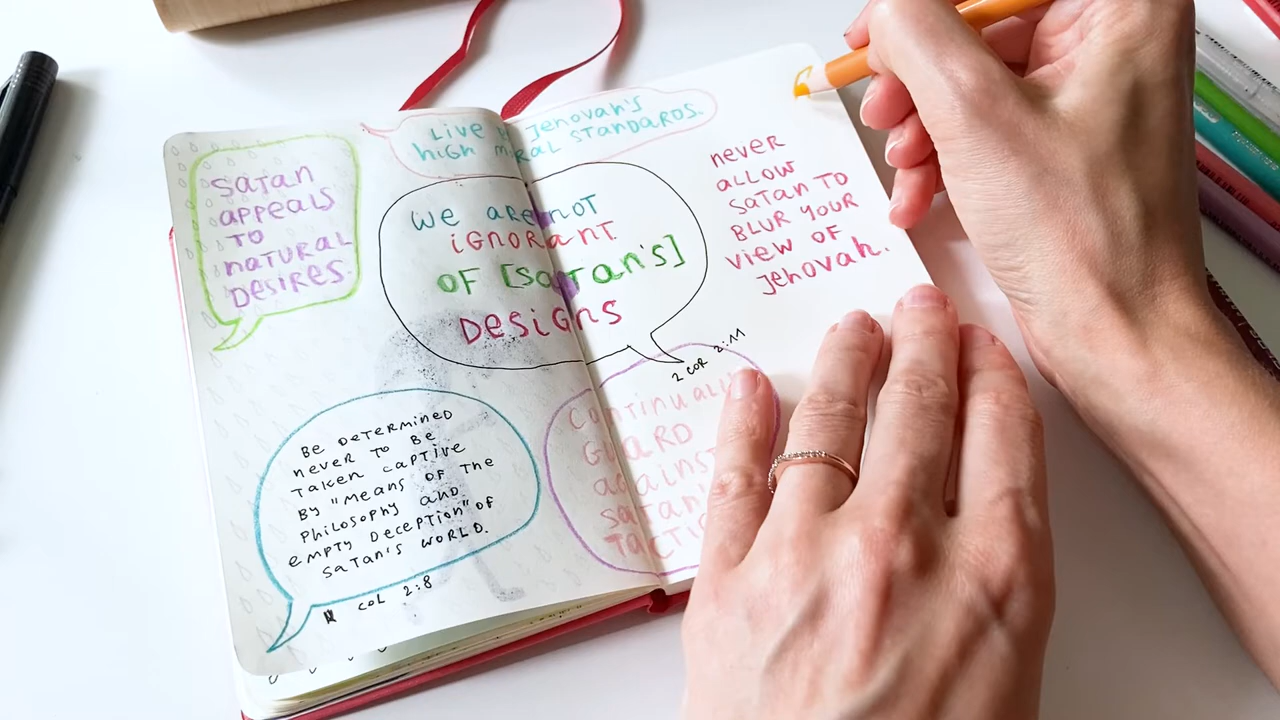 Live Jehovah's
high moral standards.
Satan
appeals
to
natural
desires.
We are not
ignorant
of [Satan's]
designs
2 Cor 2:11
never
allow
Satan to
blur your
view of
Jehovah.
Be determined
never to be
taken captive
by "means of the
philosophy and
empty deception" of
Satan's world.
Col 2:8
Continually
guard
against
Satan's